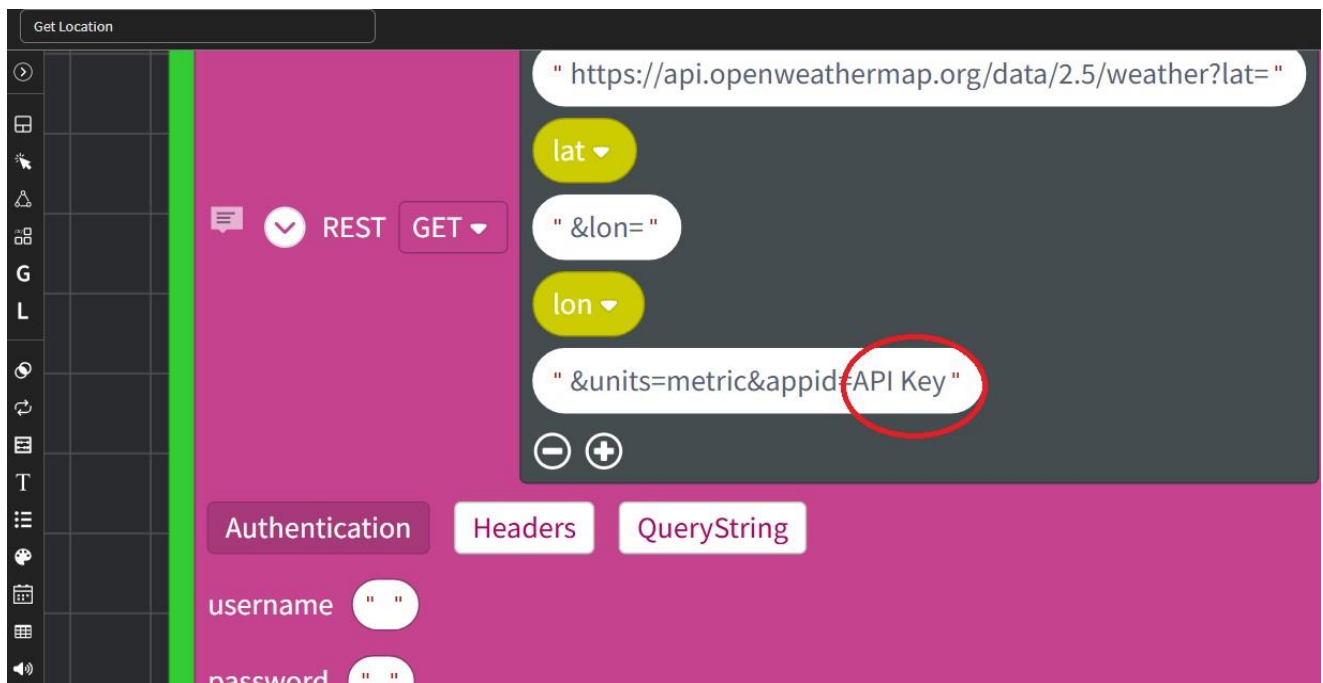 Get Location
" https://api.openweathermap.org/data/2.5/weather?lat= "
lat
REST GET
" &lon= "
lon
" &units=metric&appid=API Key "
G
L
T
Authentication Headers QueryString
username " "
password " "